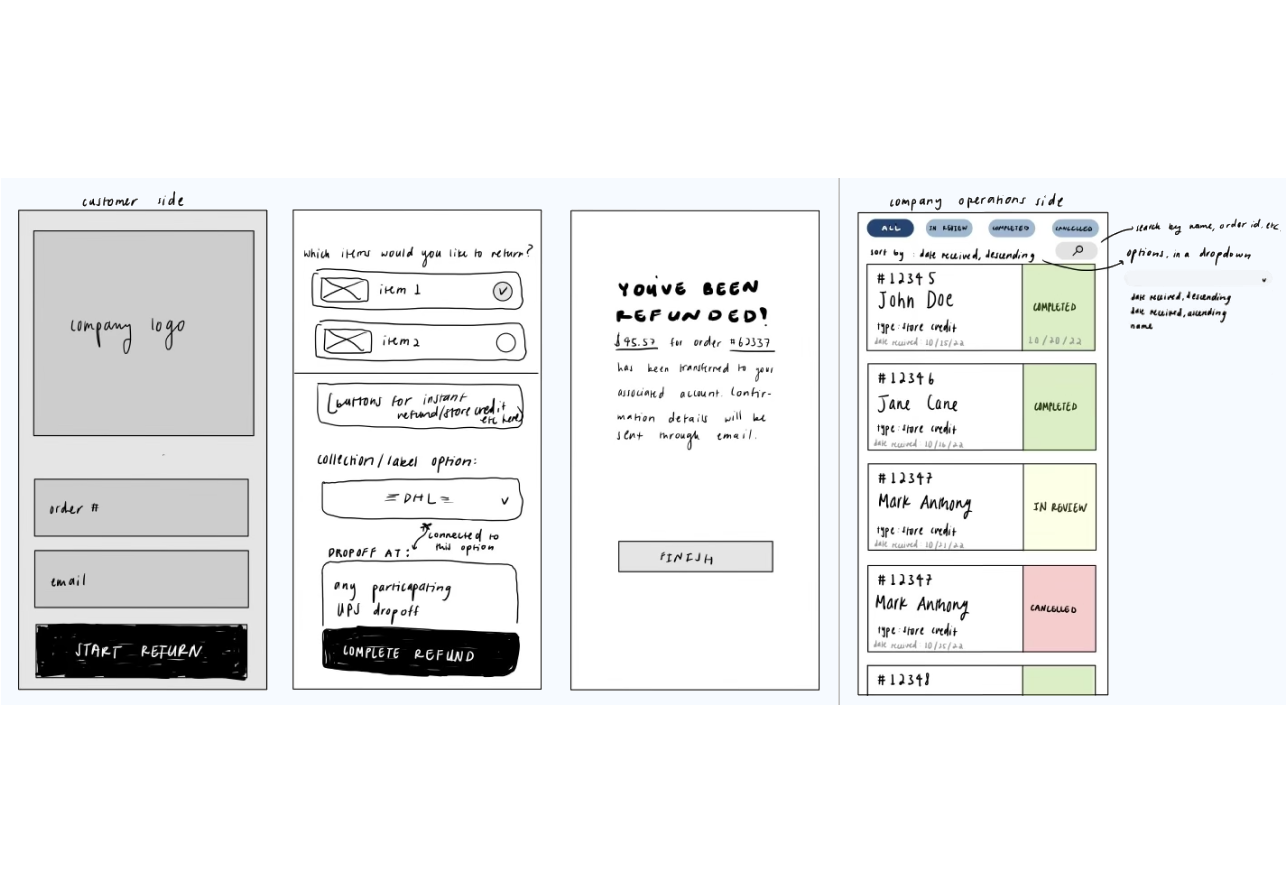 customer side
company logo
order #
email
START RETURN
which items would you like to return?
item 1
item 2
[buttons for instant
refund/store credit
etc here]
collection/label option:
= DHL =
* connected to
this option
DROPOFF AT:
any participating
UPS dropoff
COMPLETE REFUND
YOU'VE BEEN
REFUNDED!
$45.57 for order #62337
has been transferred to your
associated account. Confir-
mation details will be
sent through email.
FINISH
company operations side
ALL
IN REVIEW
COMPLETED
CANCELLED
sort by : date received, descending
search by name, order id. etc.
options, in a dropdown
date received, descending
date received, ascending
name
#12345
John Doe
type: store credit
date received: 10/15/22
COMPLETED
10/20/22
#12346
Jane Cane
type: store credit
date received: 10/16/22
COMPLETED
#12347
Mark Anthony
type: store credit
date received: 10/21/22
IN REVIEW
#12347
Mark Anthony
type: store credit
date received: 10/15/22
CANCELLED
#12348